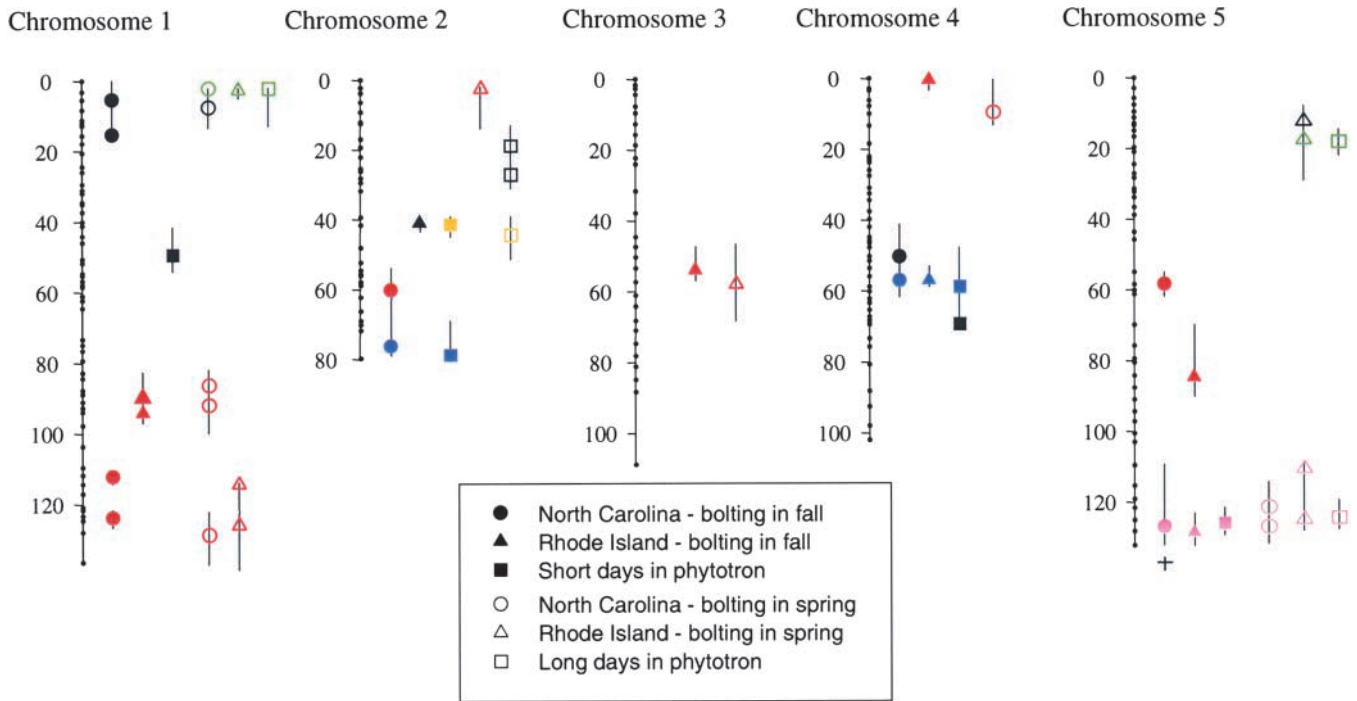 Chromosome 1
Chromosome 2
Chromosome 3
Chromosome 4
Chromosome 5
0
20
40
60
80
100
120
0
20
40
60
80
0
20
40
60
80
100
0
20
40
60
80
100
0
20
40
60
80
100
120
North Carolina - bolting in fall
Rhode Island - bolting in fall
Short days in phytotron
North Carolina - bolting in spring
Rhode Island - bolting in spring
Long days in phytotron